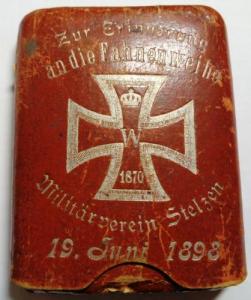 Zur Erinnerung
an die Fahnenweihe
W
1870
Militärverein Stelzen
19. Juni 1898